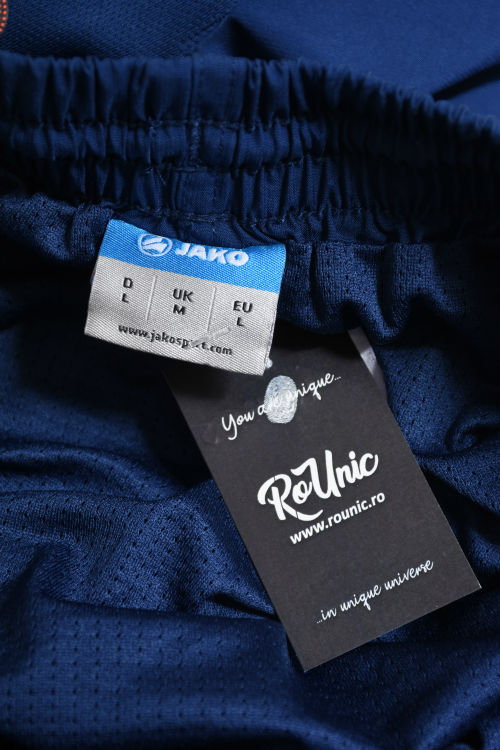 JAKO
D UK EU
L M L
www.jakosport.com
You are unique...
RoUnic
www.rounic.ro
...in unique universe